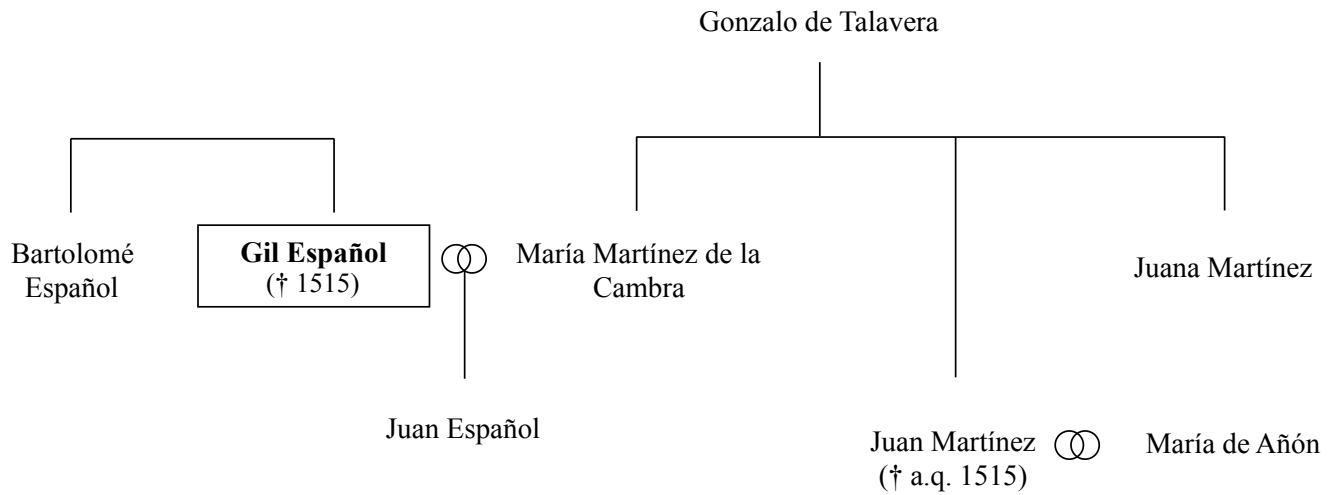 Gonzalo de Talavera
Bartolomé
Español
Gil Español
(† 1515)
María Martínez de la
Cambra
Juana Martínez
Juan Español
Juan Martínez
(† a.q. 1515)
María de Añón